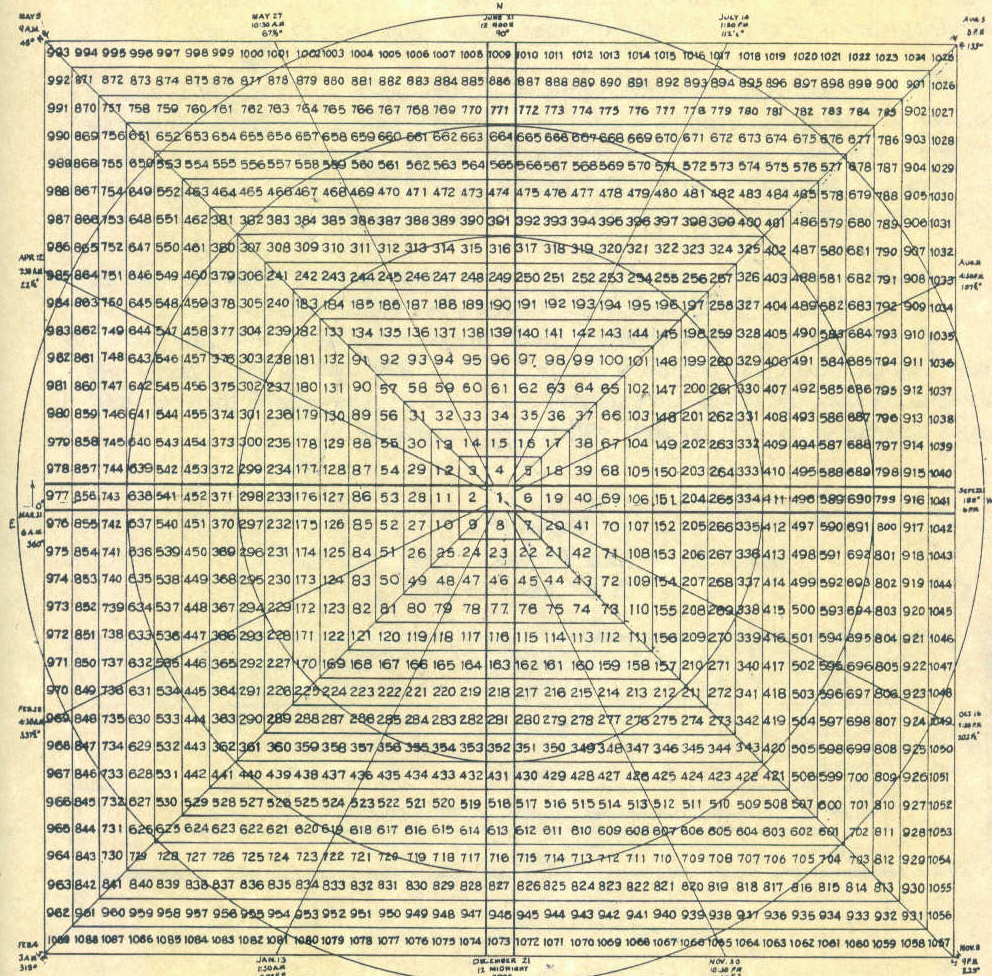 N
MAY 5 MAY 27 JUNE 21 JULY 14 AUG 5
9 A.M. 10:30 A.M 12 NOON 1:30 P.M
45° 67½° 90° 112½° 135°
993 994 995 996 997 998 999 1000 1001 1002 1003 1004 1005 1006 1007 1008 1009 1010 1011 1012 1013 1014 1015 1016 1017 1018 1019 1020 1021 1022 1023 1024 1025
992 871 872 873 874 875 876 877 878 879 880 881 882 883 884 885 886 887 888 889 890 891 892 893 894 895 896 897 898 899 900 901 1026
991 870 757 758 759 760 761 762 763 764 765 766 767 768 769 770 771 772 773 774 775 776 777 778 779 780 781 782 783 784 785 902 1027
990 869 756 651 652 653 654 655 656 657 658 659 660 661 662 663 664 665 666 667 668 669 670 671 672 673 674 675 676 677 786 903 1028
989 868 755 650 553 554 555 556 557 558 559 560 561 562 563 564 565 566 567 568 569 570 571 572 573 574 575 576 577 678 787 904 1029
988 867 754 649 552 463 464 465 466 467 468 469 470 471 472 473 474 475 476 477 478 479 480 481 482 483 484 485 578 679 788 905 1030
987 866 753 648 551 462 381 382 383 384 385 386 387 388 389 390 391 392 393 394 395 396 397 398 399 400 401 486 579 680 789 906 1031
986 865 752 647 550 461 380 307 308 309 310 311 312 313 314 315 316 317 318 319 320 321 322 323 324 325 402 487 580 681 790 907 1032
APR 12
22½°
985 864 751 646 549 460 379 306 241 242 243 244 245 246 247 248 249 250 251 252 253 254 255 256 257 326 403 488 581 682 791 908 1033
157½°
984 863 750 645 548 459 378 305 240 183 184 185 186 187 188 189 190 191 192 193 194 195 196 197 258 327 404 489 582 683 792 909 1034
983 862 749 644 547 458 377 304 239 182 133 134 135 136 137 138 139 140 141 142 143 144 145 198 259 328 405 490 583 684 793 910 1035
982 861 748 643 546 457 376 303 238 181 132 91 92 93 94 95 96 97 98 99 100 101 146 199 260 329 406 491 584 685 794 911 1036
981 860 747 642 545 456 375 302 237 180 131 90 57 58 59 60 61 62 63 64 65 102 147 200 261 330 407 492 585 686 795 912 1037
980 859 746 641 544 455 374 301 236 179 130 89 56 31 32 33 34 35 36 37 66 103 148 201 262 331 408 493 586 687 796 913 1038
979 858 745 640 543 454 373 300 235 178 129 88 55 30 13 14 15 16 17 38 67 104 149 202 263 332 409 494 587 688 797 914 1039
978 857 744 639 542 453 372 299 234 177 128 87 54 29 12 3 4 5 18 39 68 105 150 203 264 333 410 495 588 689 798 915 1040
0° 977 856 743 638 541 452 371 298 233 176 127 86 53 28 11 2 1 6 19 40 69 106 151 204 265 334 411 496 589 690 799 916 1041 SEPT 23 180° 6 P.M. W
E MAR 21 6 A.M. 360°
976 855 742 637 540 451 370 297 232 175 126 85 52 27 10 9 8 7 20 41 70 107 152 205 266 335 412 497 590 691 800 917 1042
975 854 741 636 539 450 369 296 231 174 125 84 51 26 25 24 23 22 21 42 71 108 153 206 267 336 413 498 591 692 801 918 1043
974 853 740 635 538 449 368 295 230 173 124 83 50 49 48 47 46 45 44 43 72 109 154 207 268 337 414 499 592 693 802 919 1044
973 852 739 634 537 448 367 294 229 172 123 82 81 80 79 78 77 76 75 74 73 110 155 208 269 338 415 500 593 694 803 920 1045
972 851 738 633 536 447 366 293 228 171 122 121 120 119 118 117 116 115 114 113 112 111 156 209 270 339 416 501 594 695 804 921 1046
971 850 737 632 535 446 365 292 227 170 169 168 167 166 165 164 163 162 161 160 159 158 157 210 271 340 417 502 595 696 805 922 1047
970 849 736 631 534 445 364 291 226 225 224 223 222 221 220 219 218 217 216 215 214 213 212 211 272 341 418 503 596 697 806 923 1048
969 848 735 630 533 444 363 290 289 288 287 286 285 284 283 282 281 280 279 278 277 276 275 274 273 342 419 504 597 698 807 924 1049
337½° 202½°
968 847 734 629 532 443 362 361 360 359 358 357 356 355 354 353 352 351 350 349 348 347 346 345 344 343 420 505 598 699 808 925 1050
967 846 733 628 531 442 441 440 439 438 437 436 435 434 433 432 431 430 429 428 427 426 425 424 423 422 421 506 599 700 809 926 1051
966 845 732 627 530 529 528 527 526 525 524 523 522 521 520 519 518 517 516 515 514 513 512 511 510 509 508 507 600 701 810 927 1052
965 844 731 626 625 624 623 622 621 620 619 618 617 616 615 614 613 612 611 610 609 608 607 606 605 604 603 602 601 702 811 928 1053
964 843 730 729 728 727 726 725 724 723 722 721 720 719 718 717 716 715 714 713 712 711 710 709 708 707 706 705 704 703 812 929 1054
963 842 841 840 839 838 837 836 835 834 833 832 831 830 829 828 827 826 825 824 823 822 821 820 819 818 817 816 815 814 813 930 1055
962 961 960 959 958 957 956 955 954 953 952 951 950 949 948 947 946 945 944 943 942 941 940 939 938 937 936 935 934 933 932 931 1056
1089 1088 1087 1086 1085 1084 1083 1082 1081 1080 1079 1078 1077 1076 1075 1074 1073 1072 1071 1070 1069 1068 1067 1066 1065 1064 1063 1062 1061 1060 1059 1058 1057
FEB 4 JAN. 13 DECEMBER 21 NOV. 30 NOV. 8
3 A.M 1:30 A.M 12 MIDNIGHT 10:30 P.M 9 P.M.
315° 225°